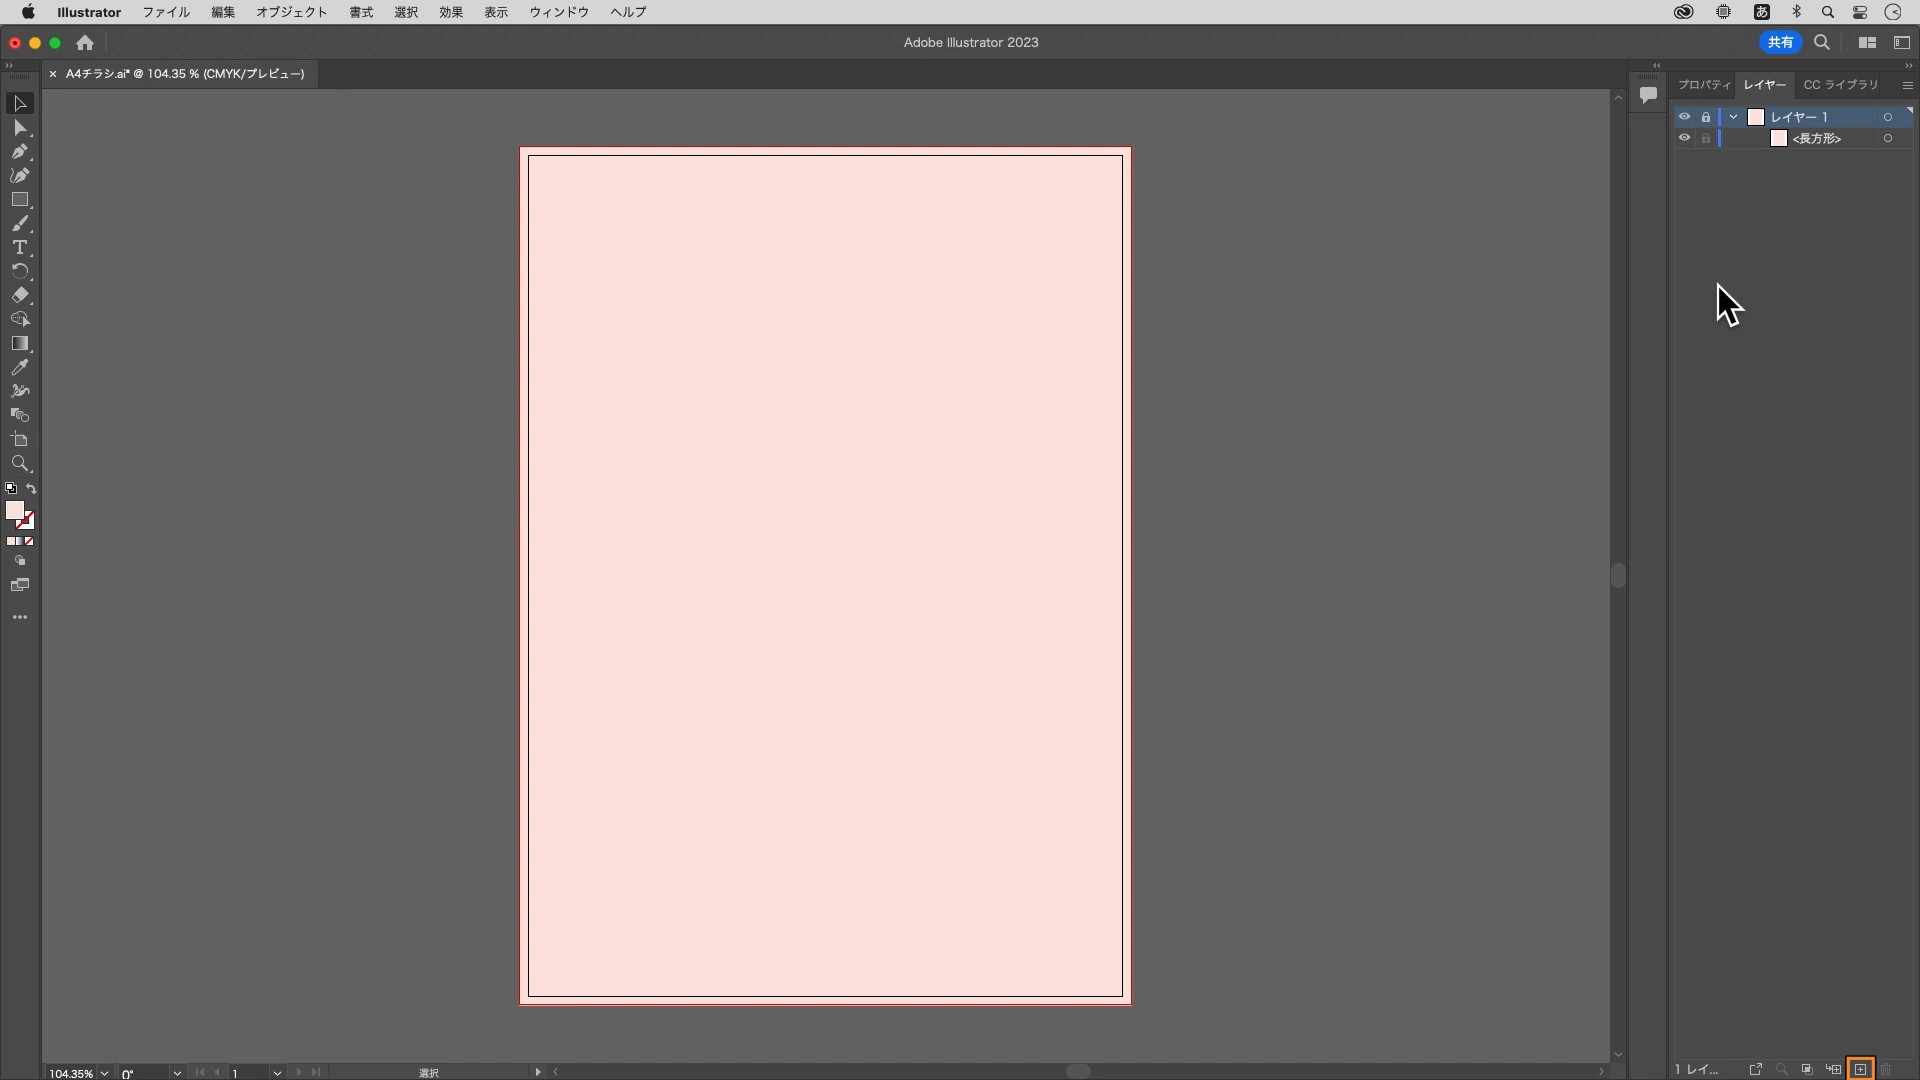 Illustrator ファイル 編集 オブジェクト 書式 選択 効果 表示 ウィンドウ ヘルプ あ
Adobe Illustrator 2023 共有
× A4チラシ.ai* @ 104.35 % (CMYK/プレビュー)
プロパティ レイヤー CC ライブラリ
レイヤー 1
<長方形>
104.35% 0° 1 選択 1 レイ...